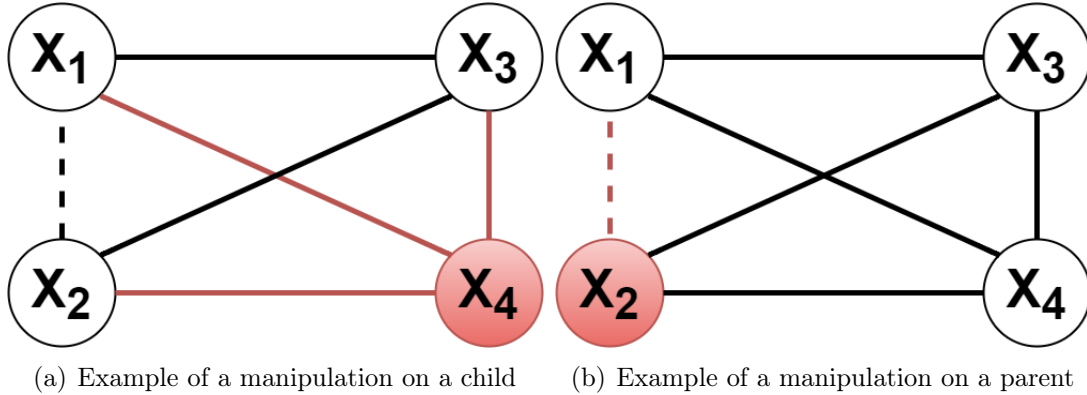 X1 X3 X1 X3
X2 X4 X2 X4
(a) Example of a manipulation on a child
(b) Example of a manipulation on a parent